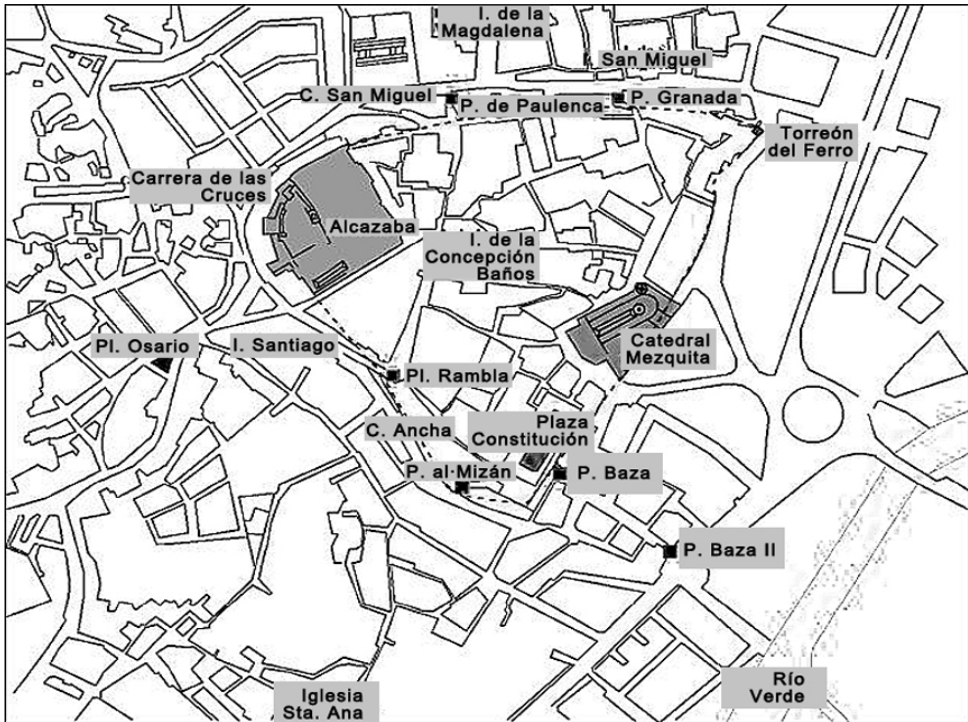 I. de la
Magdalena
San Miguel
C. San Miguel
P. de Paulenca
P. Granada
Torreón
del Ferro
Carrera de las
Cruces
Alcazaba
I. de la
Concepción
Baños
Pl. Osario
I. Santiago
Catedral
Mezquita
Pl. Rambla
C. Ancha
Plaza
Constitución
P. al·Mizán
P. Baza
P. Baza II
Iglesia
Sta. Ana
Río
Verde